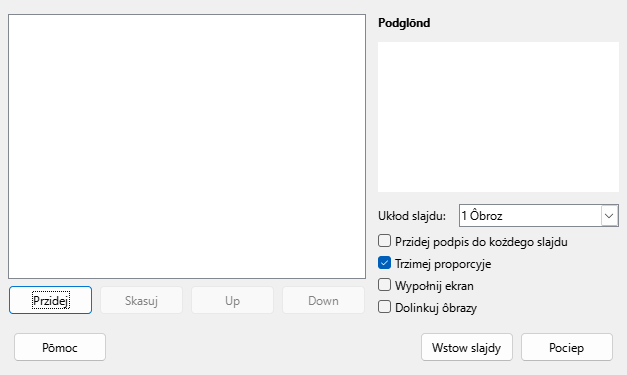 Podglōnd
Ukłod slajdu:
1 Ôbroz
Przidej podpis do kożdego slajdu
Trzimej proporcyje
Wypołnij ekran
Dolinkuj ôbrazy
Przidej
Skasuj
Up
Down
Pōmoc
Wstow slajdy
Pociep